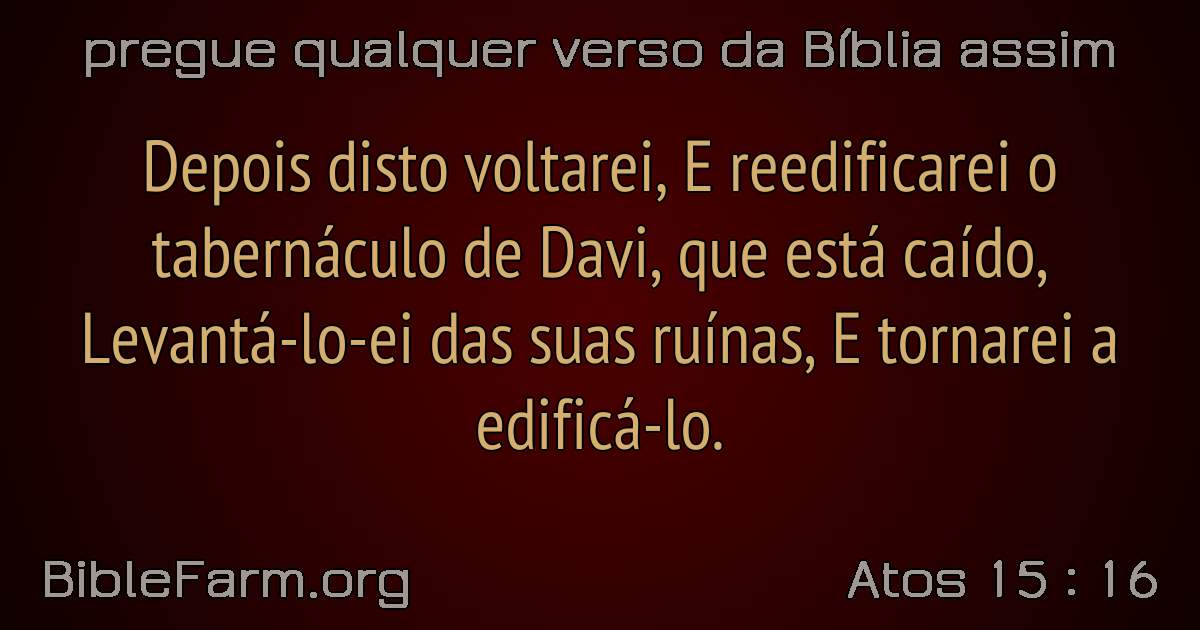 pregue qualquer verso da Bíblia assim
Depois disto voltarei, E reedificarei o
tabernáculo de Davi, que está caído,
Levantá-lo-ei das suas ruínas, E tornarei a
edificá-lo.
BibleFarm.org
Atos 15 : 16